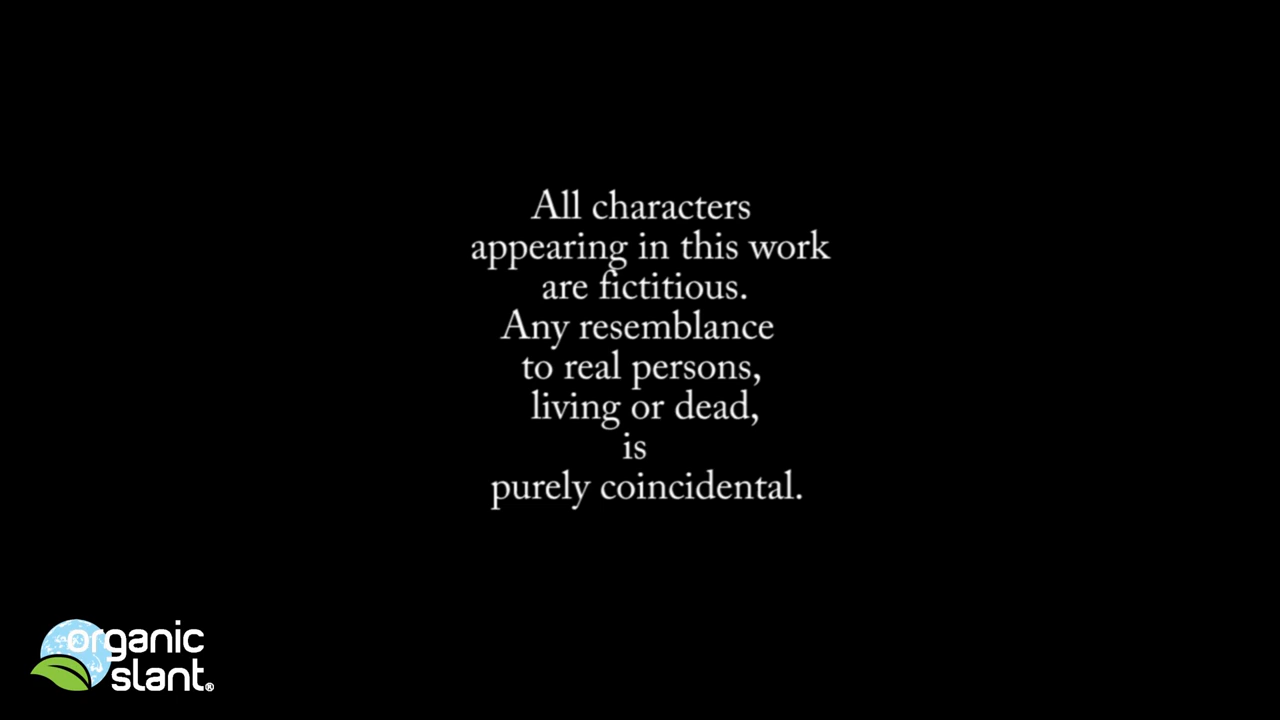 All characters
appearing in this work
are fictitious.
Any resemblance
to real persons,
living or dead,
is
purely coincidental.
organic
slant®